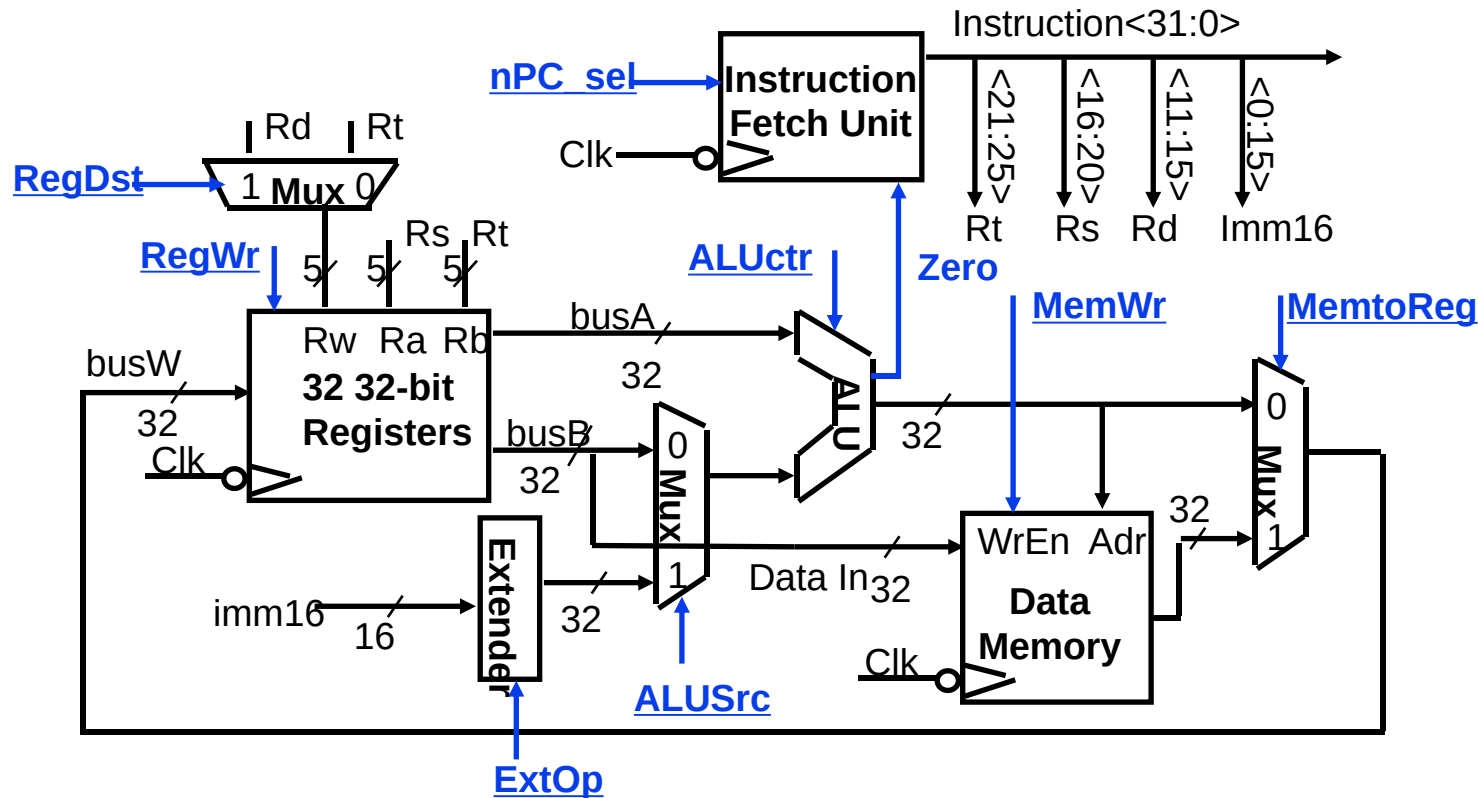 Instruction<31:0>
nPC_sel
Instruction
Fetch Unit
Clk
<21:25>
<16:20>
<11:15>
<0:15>
Rt
Rs
Rd
Imm16
Rd
Rt
RegDst
1 Mux 0
RegWr
5
5
5
Rs
Rt
ALUctr
Zero
MemWr
MemtoReg
busW
32
Rw Ra Rb
32 32-bit
Registers
Clk
busA
32
busB
32
0
Mux
1
ALU
32
0
Mux
1
32
WrEn Adr
Data
Memory
Clk
Data In
32
imm16
16
Extender
32
ALUSrc
ExtOp